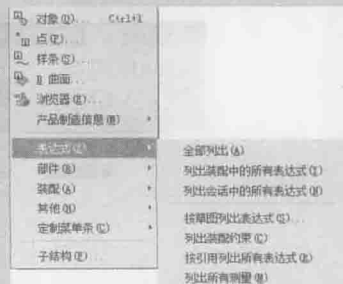 对象(O)... Ctrl+I
点(P)...
样条(S)...
B 曲面...
浏览器(B)...
产品制造信息(M)
表达式(X)
部件(P)
装配(A)
其他(O)
定制菜单条(C)
子结构(E)...
全部列出(A)
列出装配中的所有表达式(T)
列出会话中的所有表达式(N)
按草图列出表达式(S)...
列出装配约束(C)
按引用列出所有表达式(R)
列出所有测量(M)